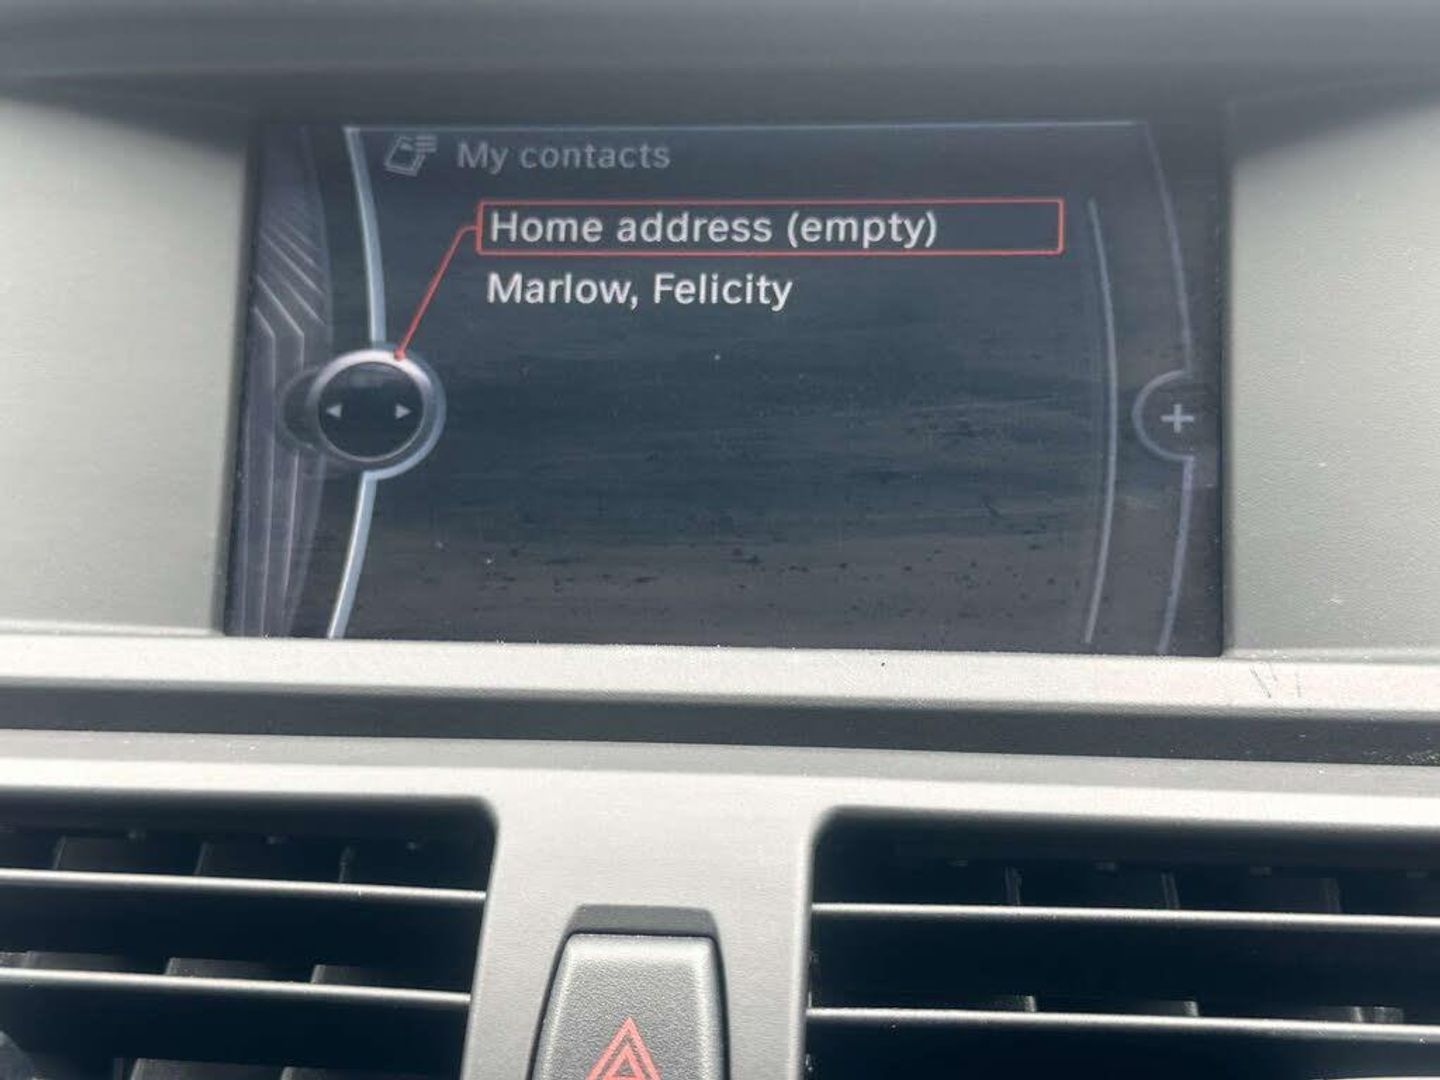 My contacts
Home address (empty)
Marlow, Felicity
+